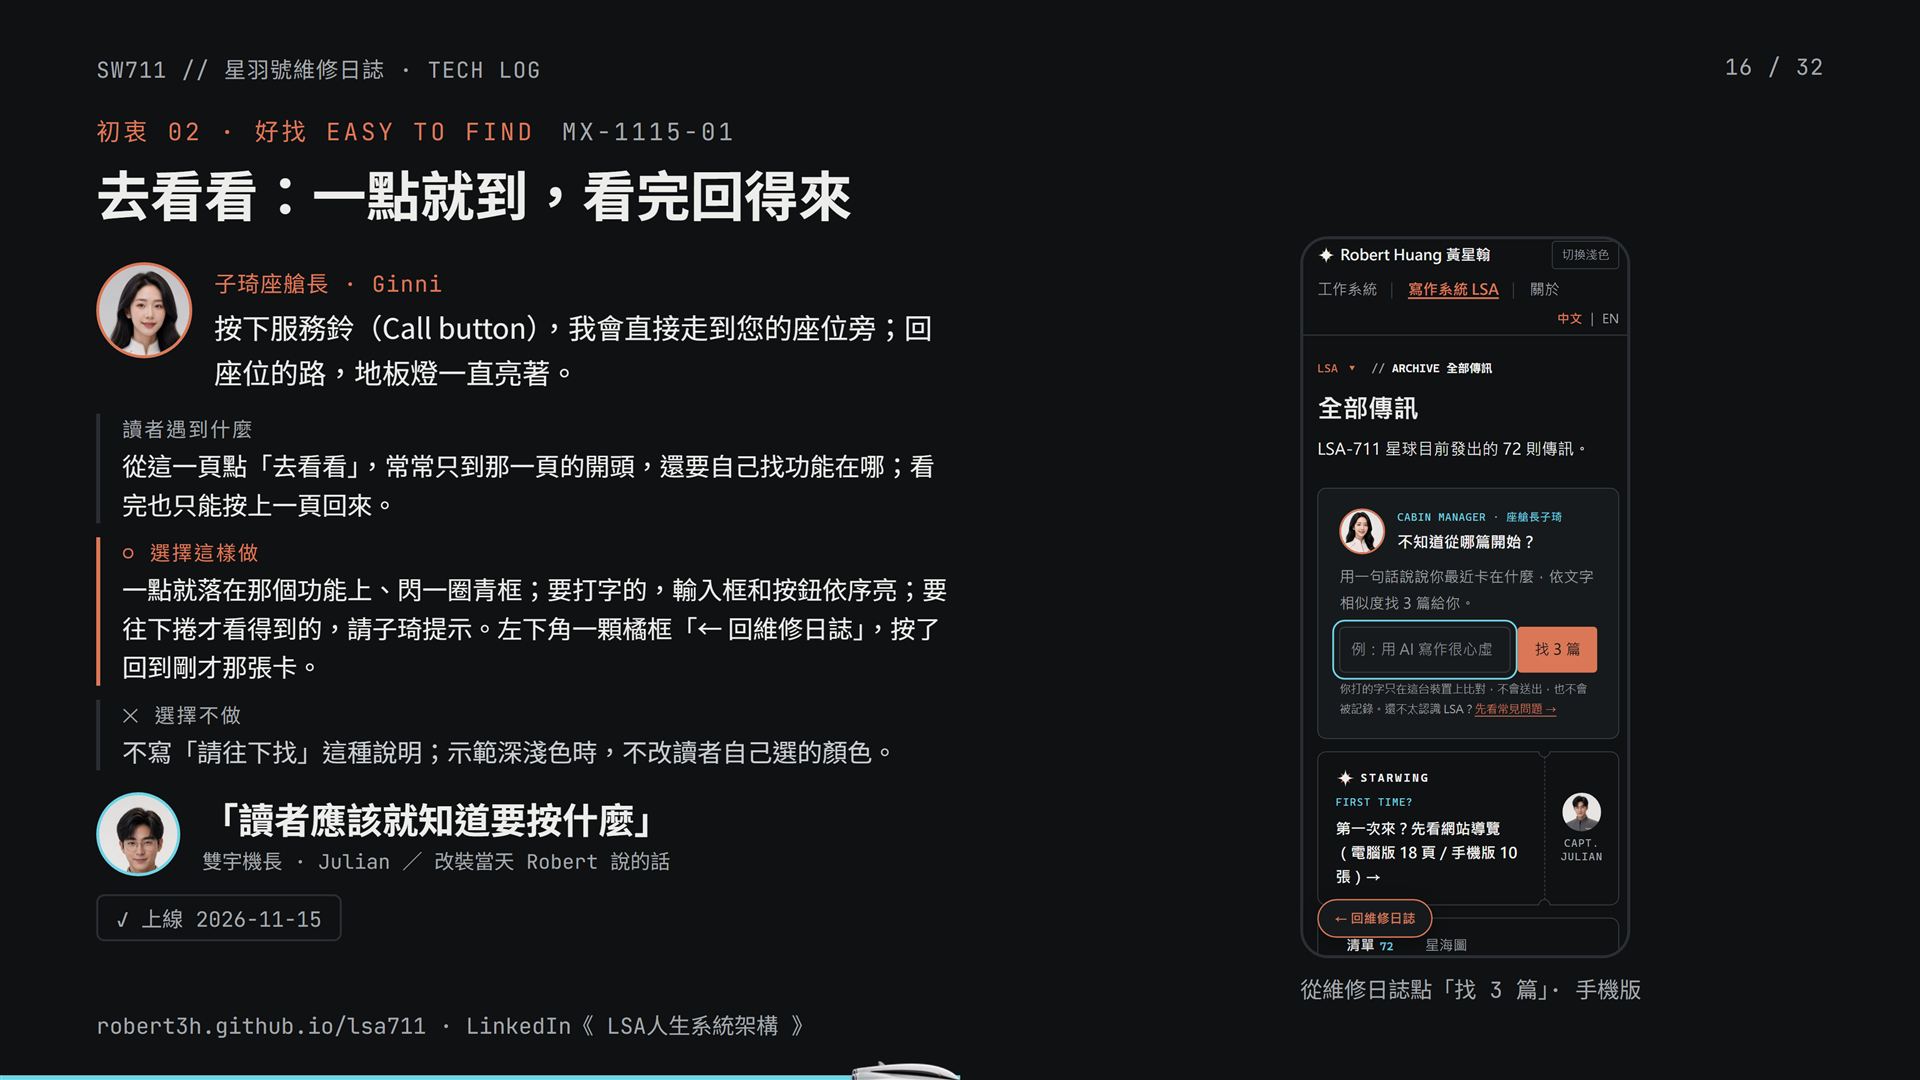 SW711 // 星羽號維修日誌 · TECH LOG
16 / 32
初衷 02 · 好找 EASY TO FIND MX-1115-01
去看看：一點就到，看完回得來
子琦座艙長 · Ginni
按下服務鈴（Call button），我會直接走到您的座位旁；回
座位的路，地板燈一直亮著。
讀者遇到什麼
從這一頁點「去看看」，常常只到那一頁的開頭，還要自己找功能在哪；看
完也只能按上一頁回來。
○ 選擇這樣做
一點就落在那個功能上、閃一圈青框；要打字的，輸入框和按鈕依序亮；要
往下捲才看得到的，請子琦提示。左下角一顆橘框「← 回維修日誌」，按了
回到剛才那張卡。
× 選擇不做
不寫「請往下找」這種說明；示範深淺色時，不改讀者自己選的顏色。
「讀者應該就知道要按什麼」
雙宇機長 · Julian ／ 改裝當天 Robert 說的話
✓ 上線 2026-11-15
robert3h.github.io/lsa711 · LinkedIn《 LSA人生系統架構 》
✦ Robert Huang 黃星翰
切換淺色
工作系統 | 寫作系統 LSA | 關於
中文 | EN
LSA ▾ // ARCHIVE 全部傳訊
全部傳訊
LSA-711 星球目前發出的 72 則傳訊。
CABIN MANAGER · 座艙長子琦
不知道從哪篇開始？
用一句話說說你最近卡在什麼，依文字
相似度找 3 篇給你。
例：用 AI 寫作很心虛
找 3 篇
你打的字只在這台裝置上比對，不會送出，也不會
被記錄。還不太認識 LSA？先看常見問題 →
✦ STARWING
FIRST TIME?
第一次來？先看網站導覽
（電腦版 18 頁 / 手機版 10
張）→
CAPT.
JULIAN
← 回維修日誌
清單 72
星海圖
從維修日誌點「找 3 篇」· 手機版